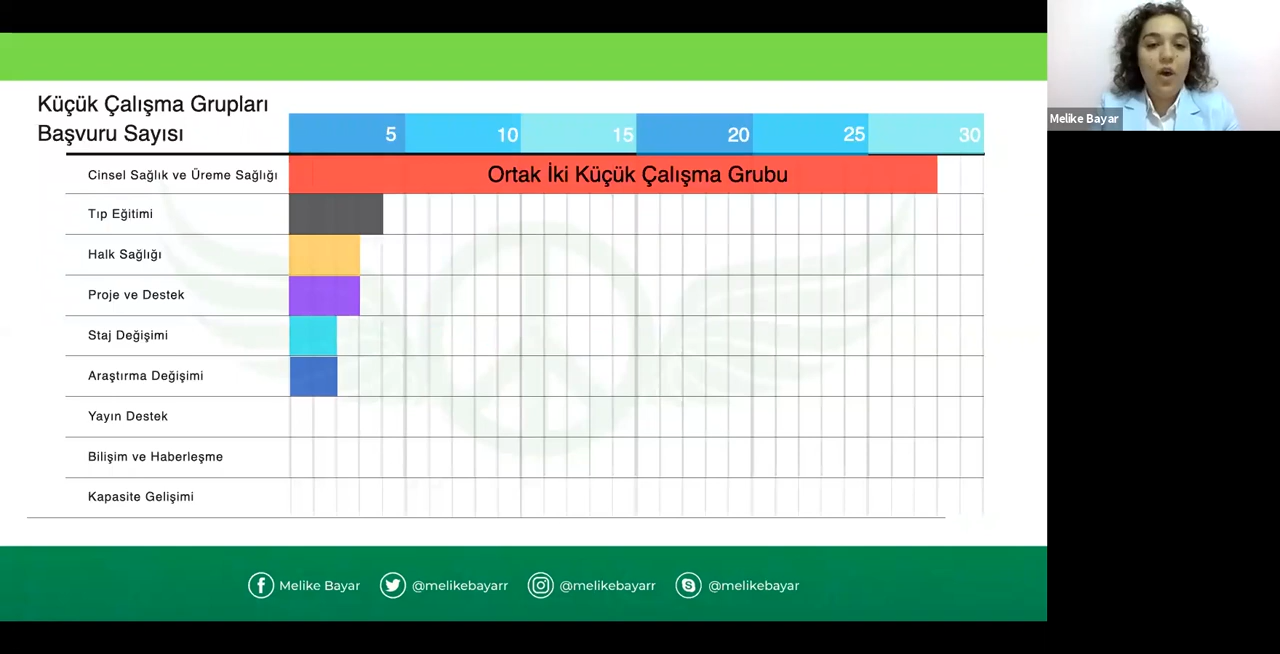 Küçük Çalışma Grupları
Başvuru Sayısı
5 10 15 20 25 30
Cinsel Sağlık ve Üreme Sağlığı
Ortak İki Küçük Çalışma Grubu
Tıp Eğitimi
Halk Sağlığı
Proje ve Destek
Staj Değişimi
Araştırma Değişimi
Yayın Destek
Bilişim ve Haberleşme
Kapasite Gelişimi
Melike Bayar @melikebayarr @melikebayarr @melikebayar
Melike Bayar